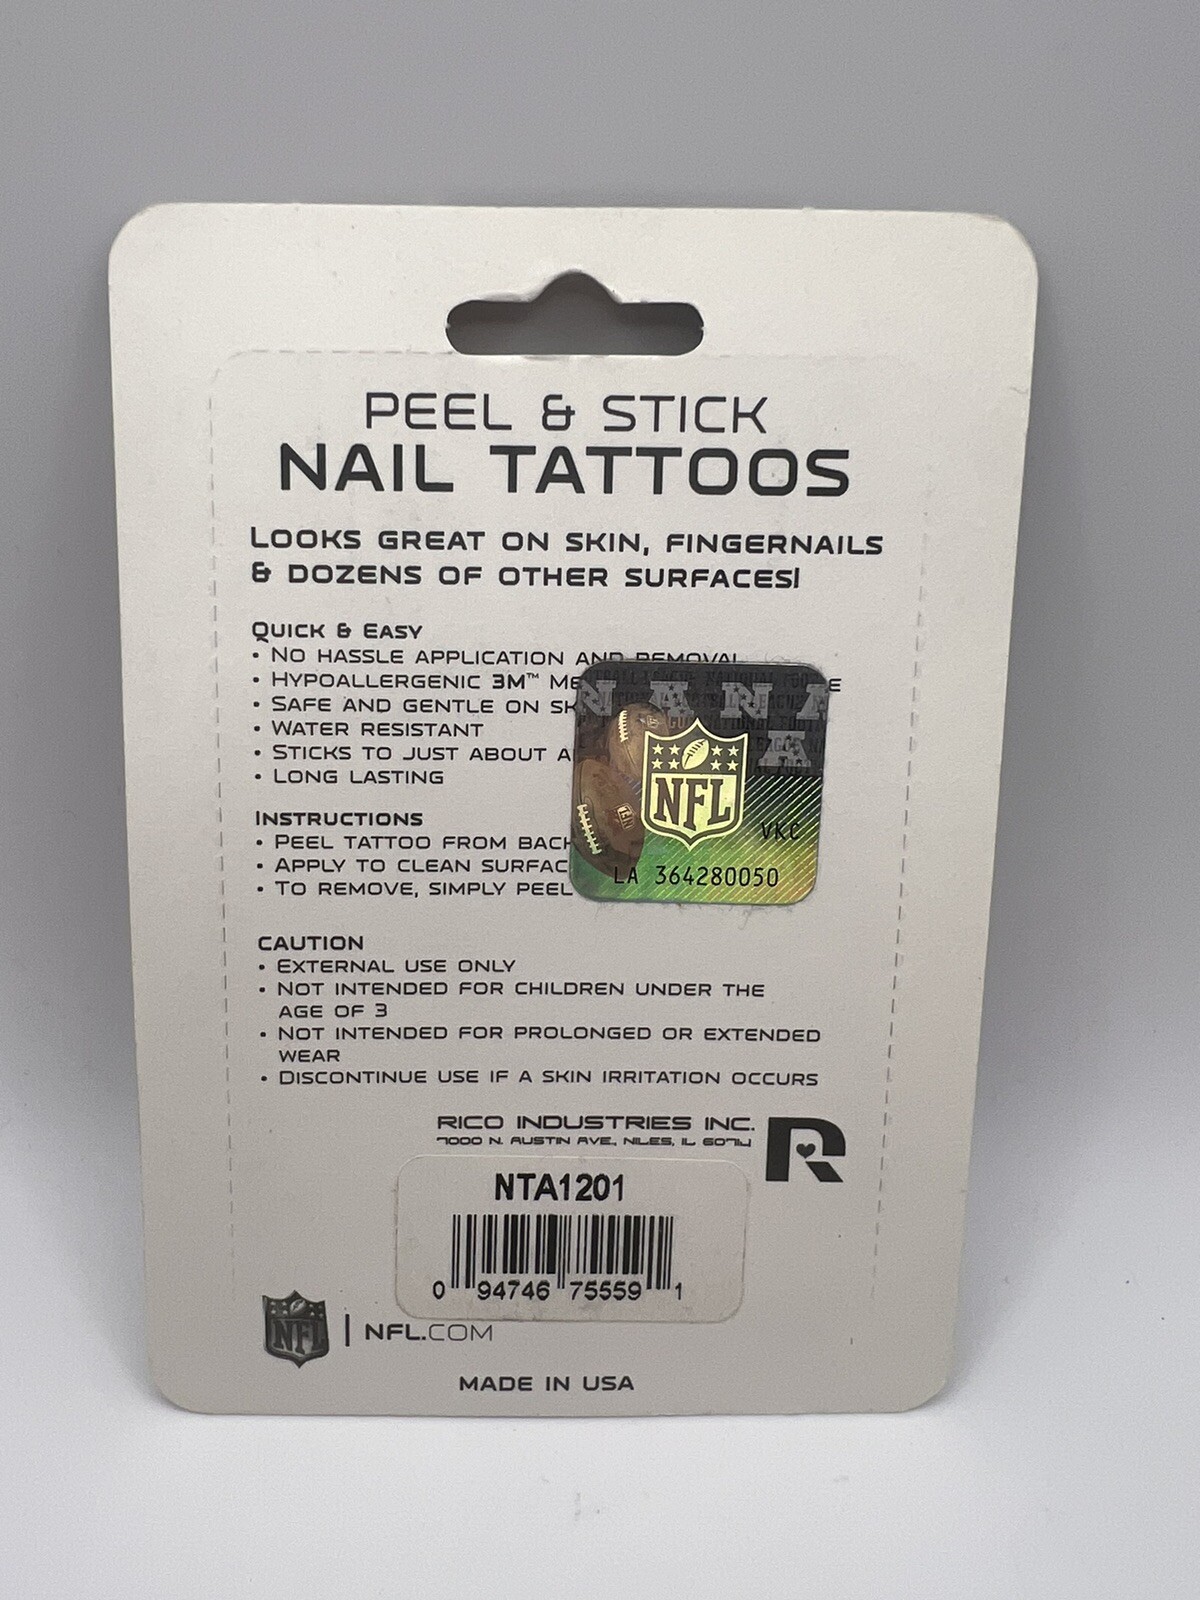 PEEL & STICK
NAIL TATTOOS
LOOKS GREAT ON SKIN, FINGERNAILS
& DOZENS OF OTHER SURFACES!
QUICK & EASY
• NO HASSLE APPLICATION AND REMOVAL
• HYPOALLERGENIC 3M™
• SAFE AND GENTLE ON
• WATER RESISTANT
• STICKS TO JUST ABOUT
• LONG LASTING
INSTRUCTIONS
• PEEL TATTOO FROM
• APPLY TO CLEAN
• TO REMOVE, SIMPLY PEEL
NFL
VKC
LA 364280050
CAUTION
• EXTERNAL USE ONLY
• NOT INTENDED FOR CHILDREN UNDER THE
AGE OF 3
• NOT INTENDED FOR PROLONGED OR EXTENDED
WEAR
• DISCONTINUE USE IF A SKIN IRRITATION OCCURS
RICO INDUSTRIES INC.
7000 N. AUSTIN AVE., NILES, IL 60714
R
NTA1201
0 94746 75559 1
NFL | NFL.COM
MADE IN USA